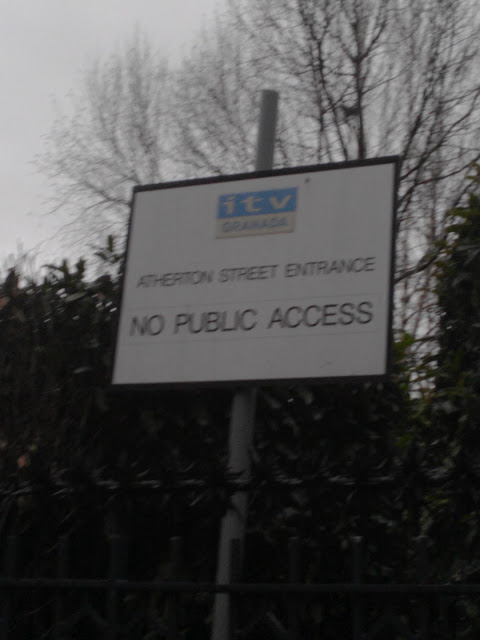 itv
GRANADA
ATHERTON STREET ENTRANCE
NO PUBLIC ACCESS